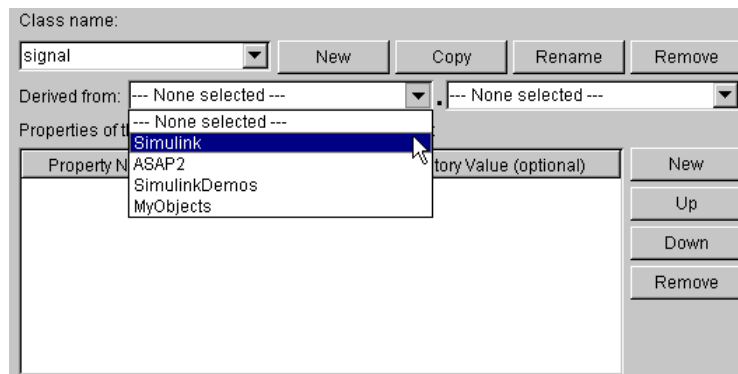 Class name:
signal New Copy Rename Remove
Derived from: --- None selected --- . --- None selected ---
Properties of t
--- None selected ---
Simulink
ASAP2
SimulinkDemos
MyObjects
Property N tory Value (optional) New
Up
Down
Remove